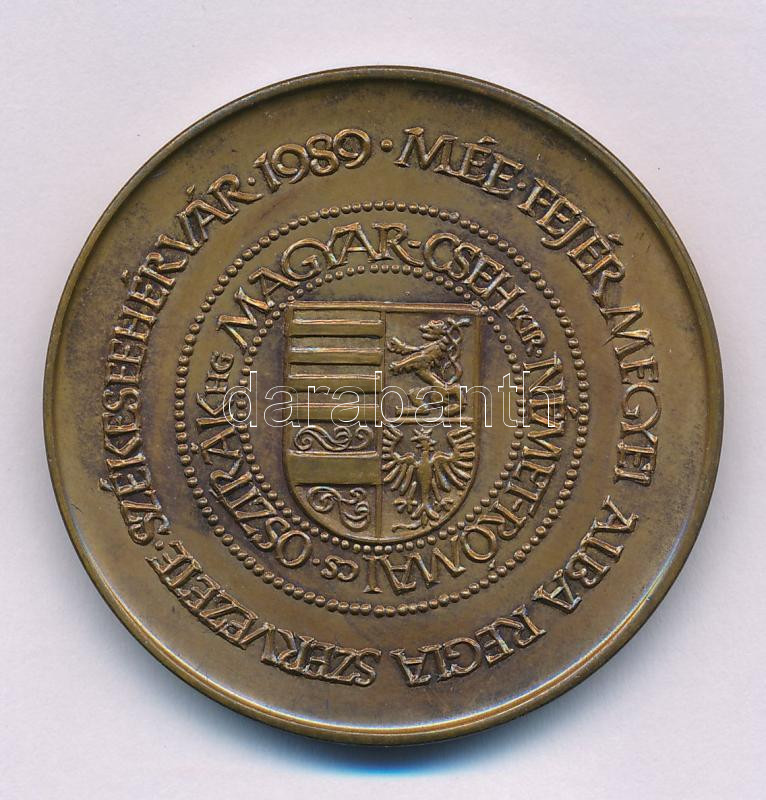 MÉE · FEJÉR MEGYEI ALBA REGIA SZERVEZETE · SZÉKESFEHÉRVÁR · 1989 ·
MAGYAR-CSEH KIR. NÉMET-RÓMAI CS · OSZTRÁK HG
darabanth